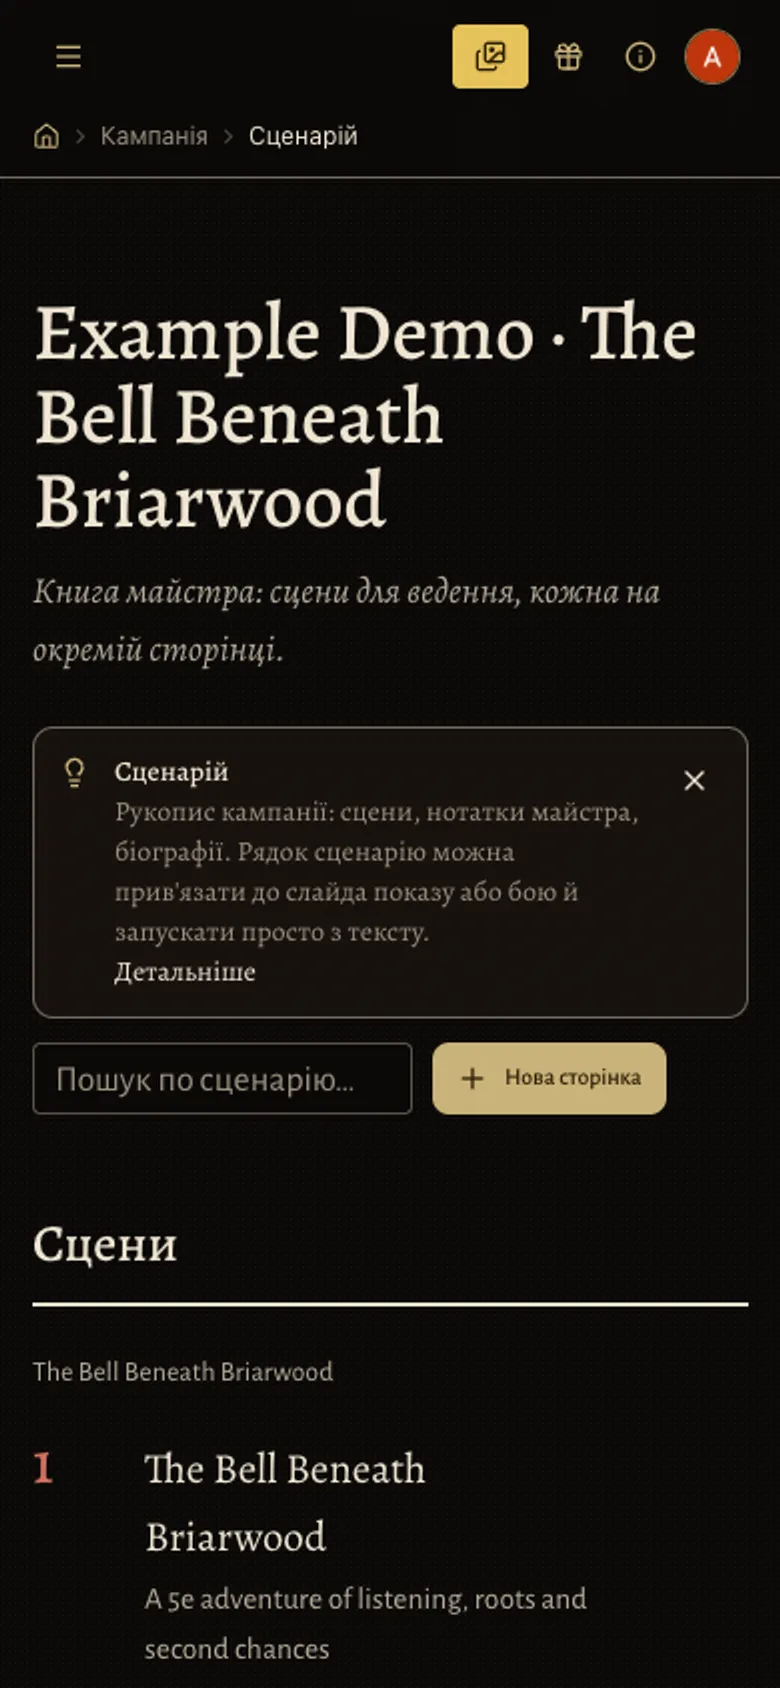 A
Кампанія > Сценарій
Example Demo · The
Bell Beneath
Briarwood
Книга майстра: сцени для ведення, кожна на
окремій сторінці.
Сценарій
Рукопис кампанії: сцени, нотатки майстра,
біографії. Рядок сценарію можна
прив'язати до слайда показу або бою й
запускати просто з тексту.
Детальніше
Пошук по сценарію...
Нова сторінка
Сцени
The Bell Beneath Briarwood
1
The Bell Beneath
Briarwood
A 5e adventure of listening, roots and
second chances